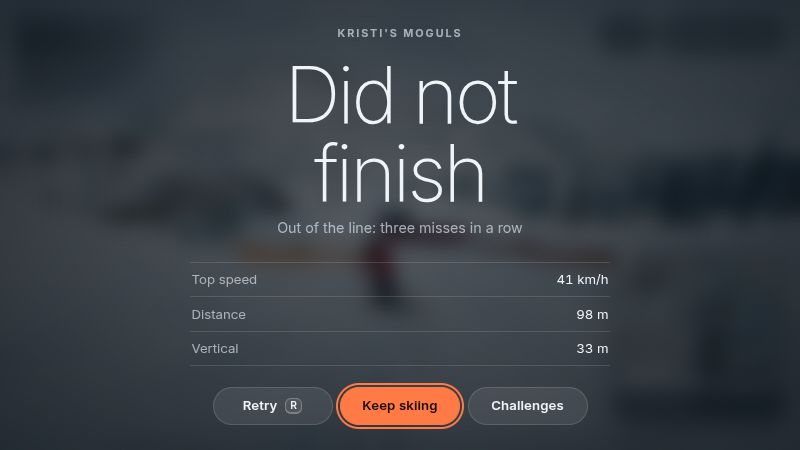 KRISTI'S MOGULS
Did not
finish
Out of the line: three misses in a row
Top speed 41 km/h
Distance 98 m
Vertical 33 m
Retry R Keep skiing Challenges